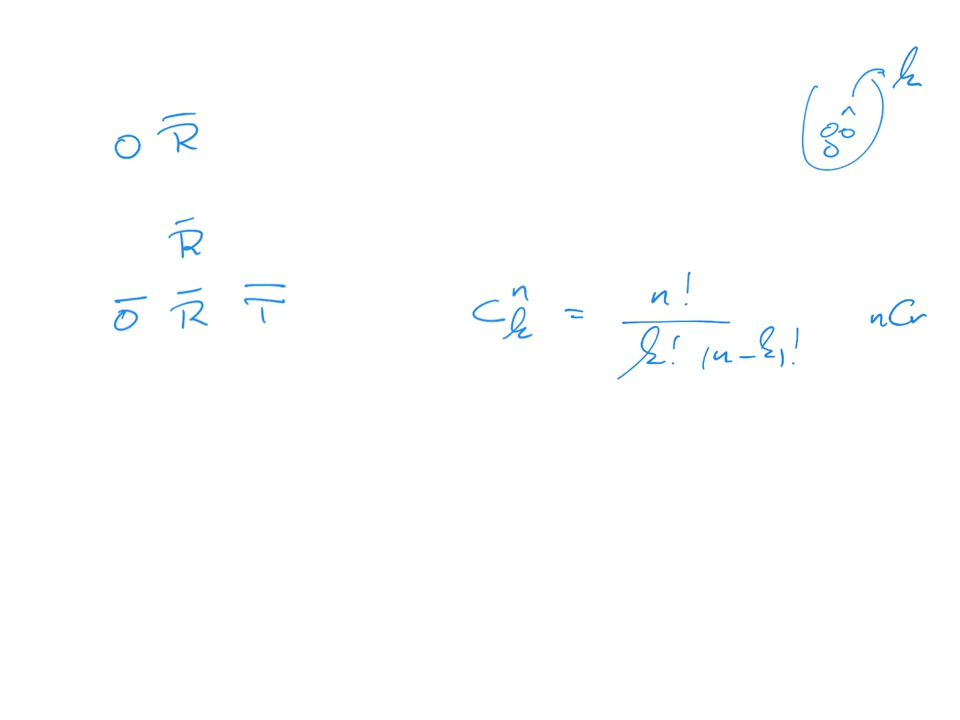 k
O R̿
R̄
Ō R̄ T̿
C^n_k = n! / k! (n-k)! nCr